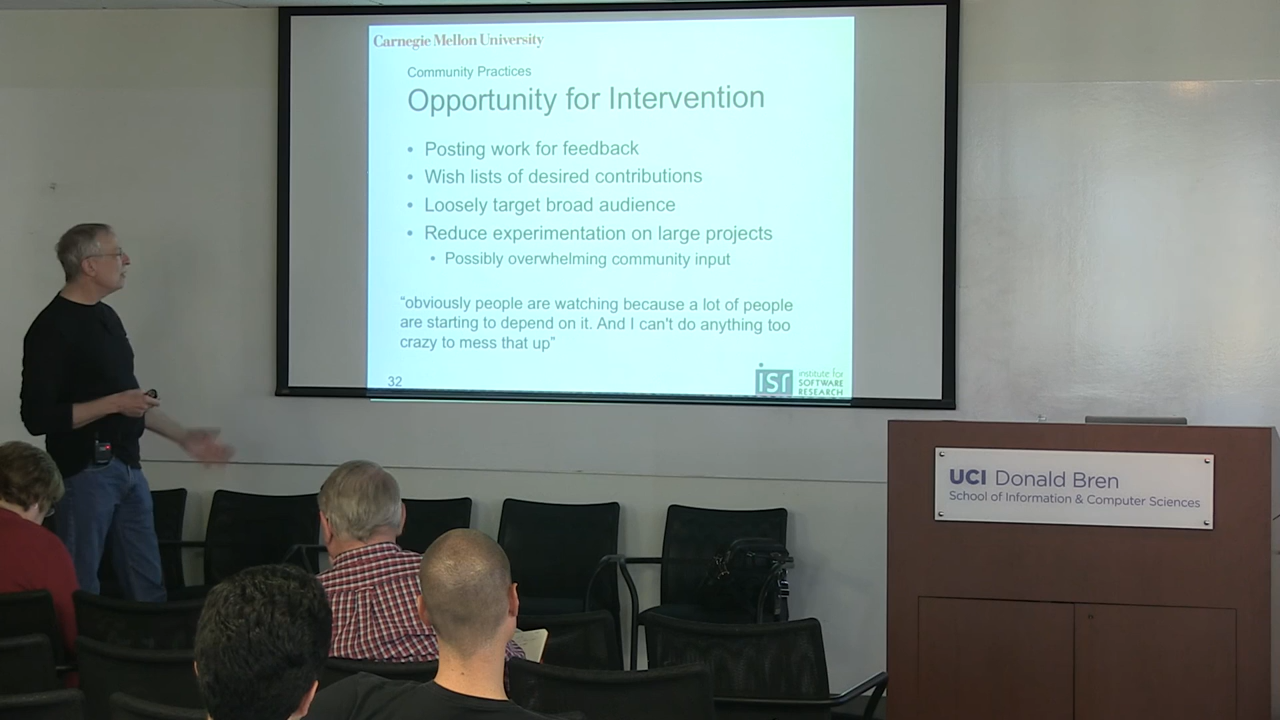 Carnegie Mellon University
Community Practices
Opportunity for Intervention
• Posting work for feedback
• Wish lists of desired contributions
• Loosely target broad audience
• Reduce experimentation on large projects
• Possibly overwhelming community input
“obviously people are watching because a lot of people
are starting to depend on it. And I can't do anything too
crazy to mess that up”
32
isr institute for
SOFTWARE
RESEARCH
UCI Donald Bren
School of Information & Computer Sciences